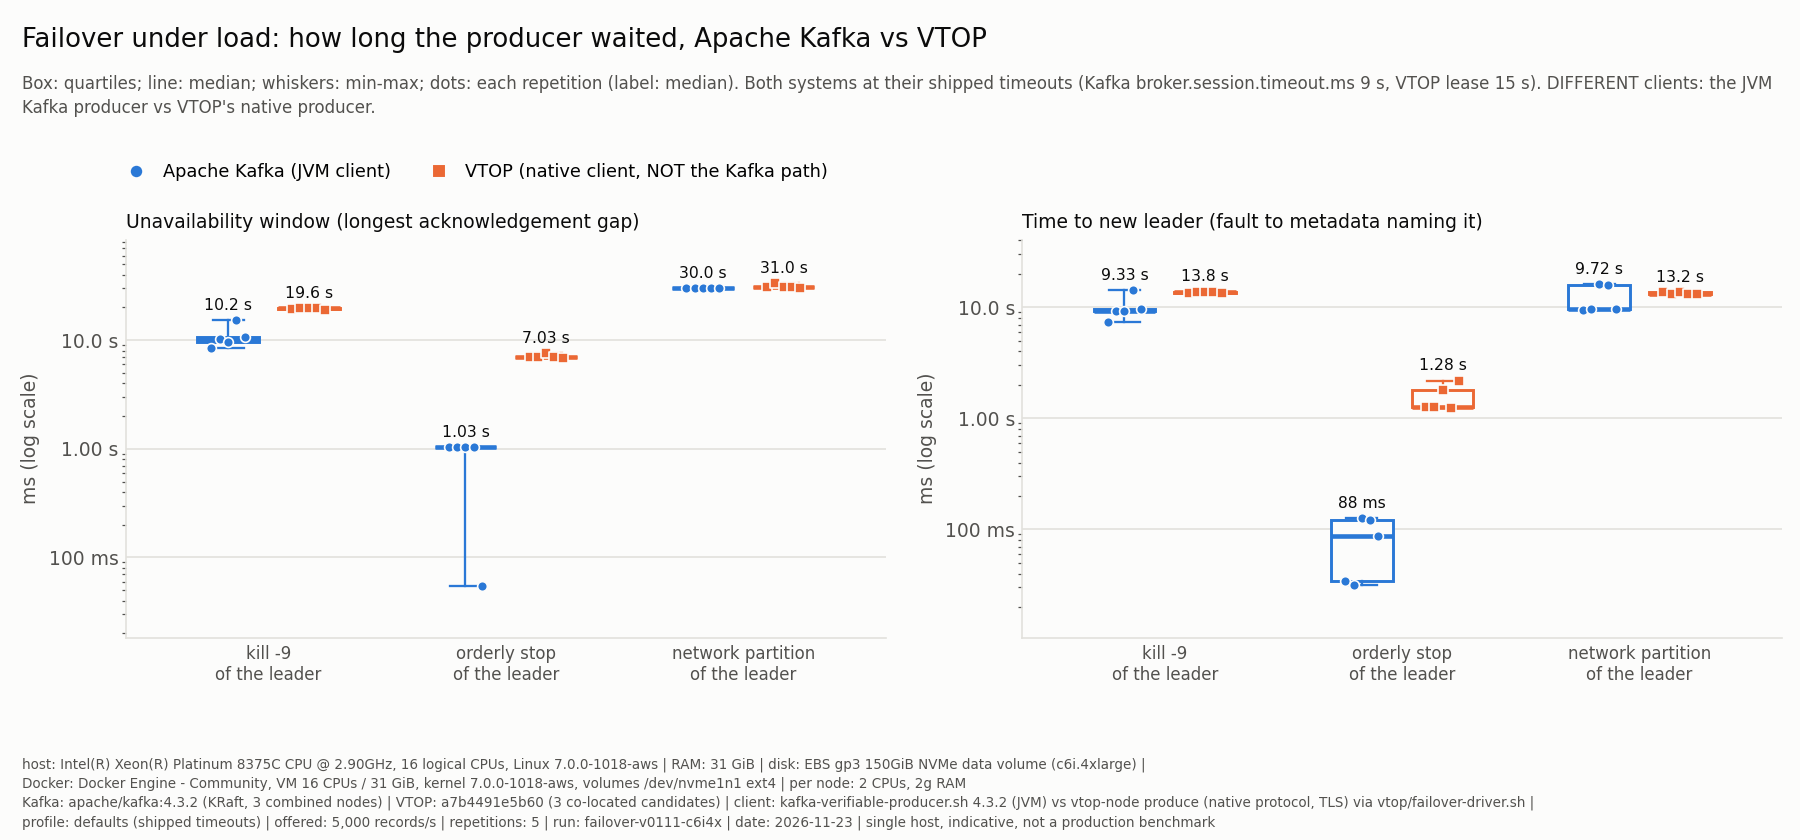 Failover under load: how long the producer waited, Apache Kafka vs VTOP
Box: quartiles; line: median; whiskers: min-max; dots: each repetition (label: median). Both systems at their shipped timeouts (Kafka broker.session.timeout.ms 9 s, VTOP lease 15 s). DIFFERENT clients: the JVM
Kafka producer vs VTOP's native producer.
Apache Kafka (JVM client)
VTOP (native client, NOT the Kafka path)
Unavailability window (longest acknowledgement gap)
ms (log scale)
10.0 s
1.00 s
100 ms
10.2 s
19.6 s
1.03 s
7.03 s
30.0 s
31.0 s
kill -9
of the leader
orderly stop
of the leader
network partition
of the leader
Time to new leader (fault to metadata naming it)
ms (log scale)
10.0 s
1.00 s
100 ms
9.33 s
13.8 s
88 ms
1.28 s
9.72 s
13.2 s
kill -9
of the leader
orderly stop
of the leader
network partition
of the leader
host: Intel(R) Xeon(R) Platinum 8375C CPU @ 2.90GHz, 16 logical CPUs, Linux 7.0.0-1018-aws | RAM: 31 GiB | disk: EBS gp3 150GiB NVMe data volume (c6i.4xlarge) |
Docker: Docker Engine - Community, VM 16 CPUs / 31 GiB, kernel 7.0.0-1018-aws, volumes /dev/nvme1n1 ext4 | per node: 2 CPUs, 2g RAM
Kafka: apache/kafka:4.3.2 (KRaft, 3 combined nodes) | VTOP: a7b4491e5b60 (3 co-located candidates) | client: kafka-verifiable-producer.sh 4.3.2 (JVM) vs vtop-node produce (native protocol, TLS) via vtop/failover-driver.sh |
profile: defaults (shipped timeouts) | offered: 5,000 records/s | repetitions: 5 | run: failover-v0111-c6i4x | date: 2026-11-23 | single host, indicative, not a production benchmark